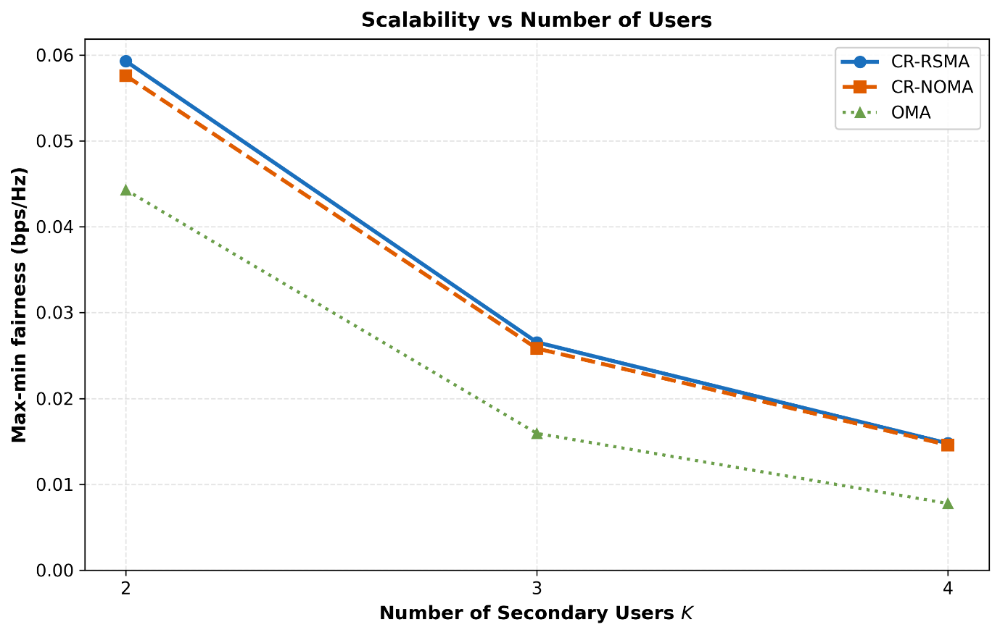 Scalability vs Number of Users
0.06
0.05
0.04
0.03
0.02
0.01
0.00
Max-min fairness (bps/Hz)
CR-RSMA
CR-NOMA
OMA
2
3
4
Number of Secondary Users K